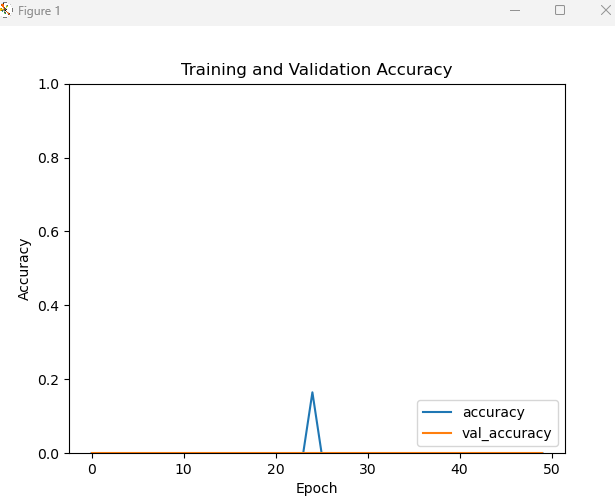 Figure 1
Training and Validation Accuracy
1.0
0.8
0.6
0.4
0.2
0.0
Accuracy
accuracy
val_accuracy
0 10 20 30 40 50
Epoch